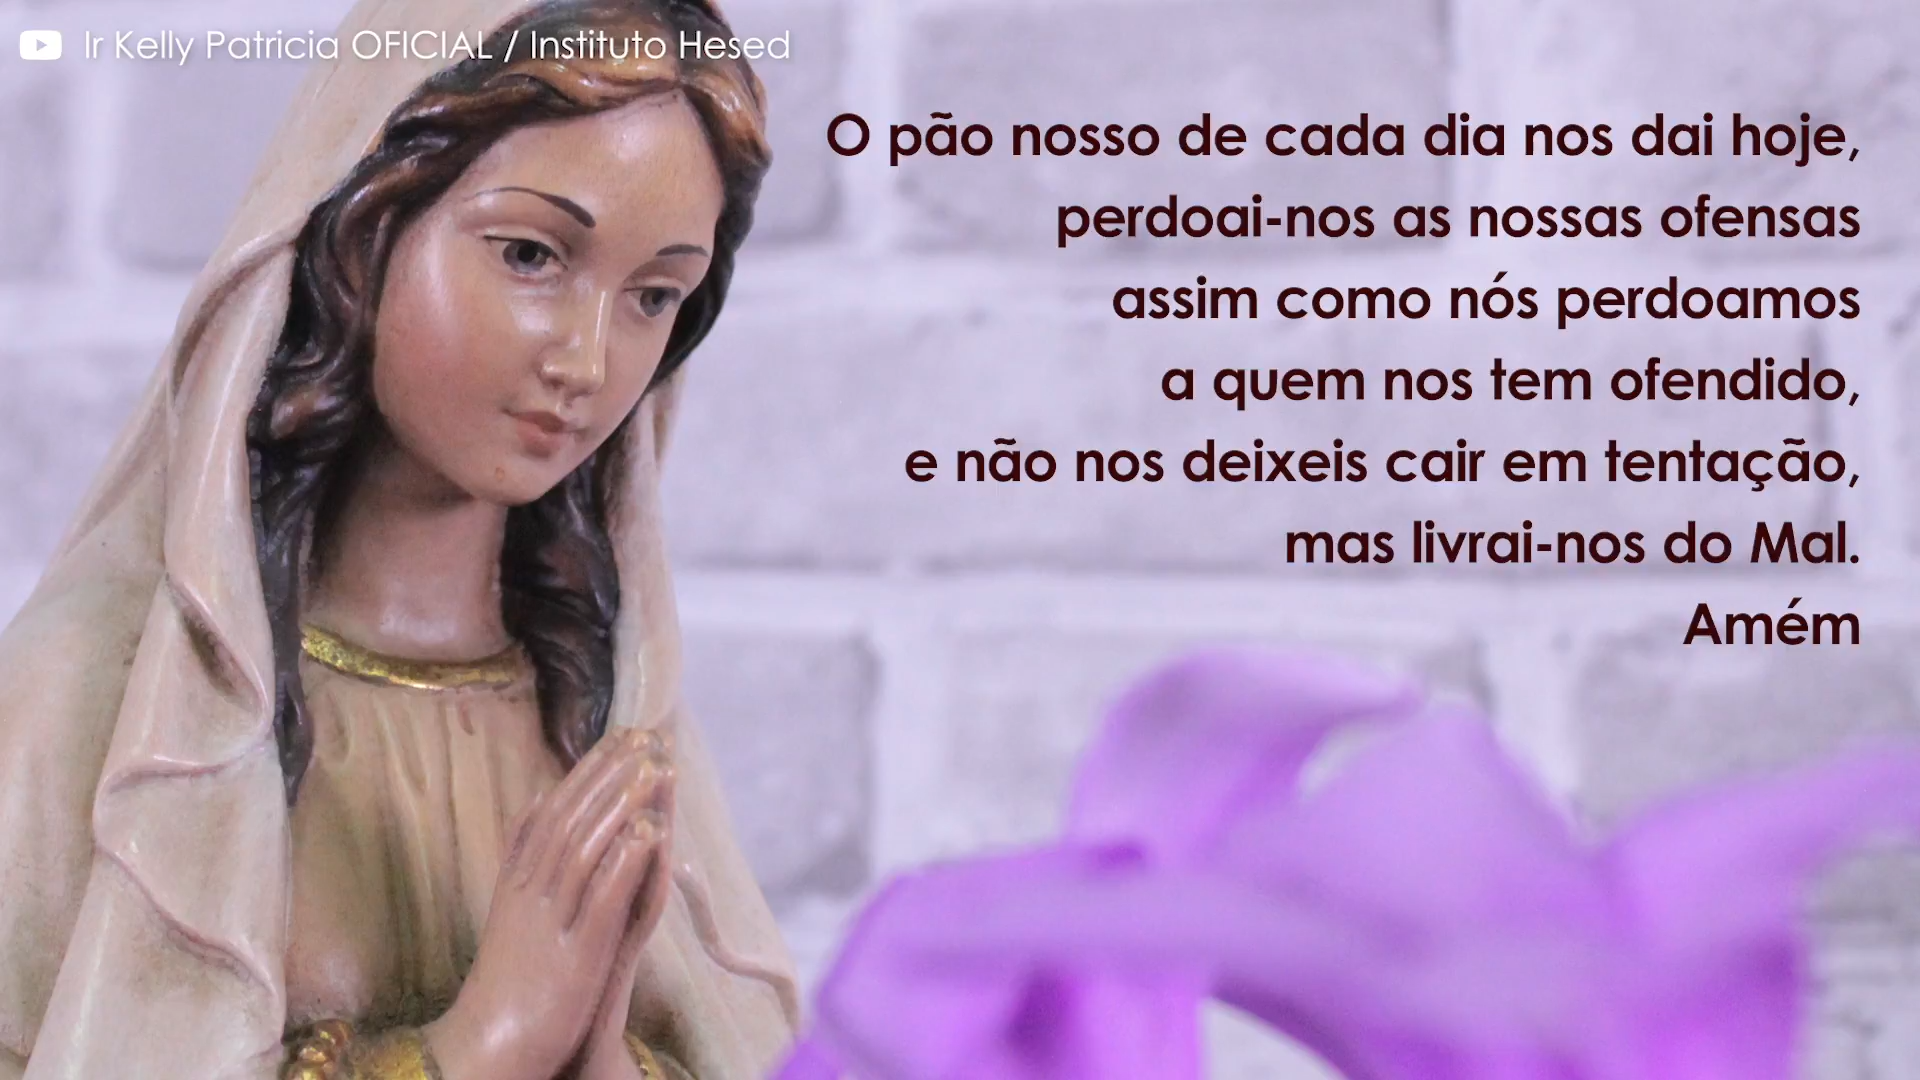 Ir Kelly Patricia OFICIAL / Instituto Hesed
O pão nosso de cada dia nos dai hoje,
perdoai-nos as nossas ofensas
assim como nós perdoamos
a quem nos tem ofendido,
e não nos deixeis cair em tentação,
mas livrai-nos do Mal.
Amém